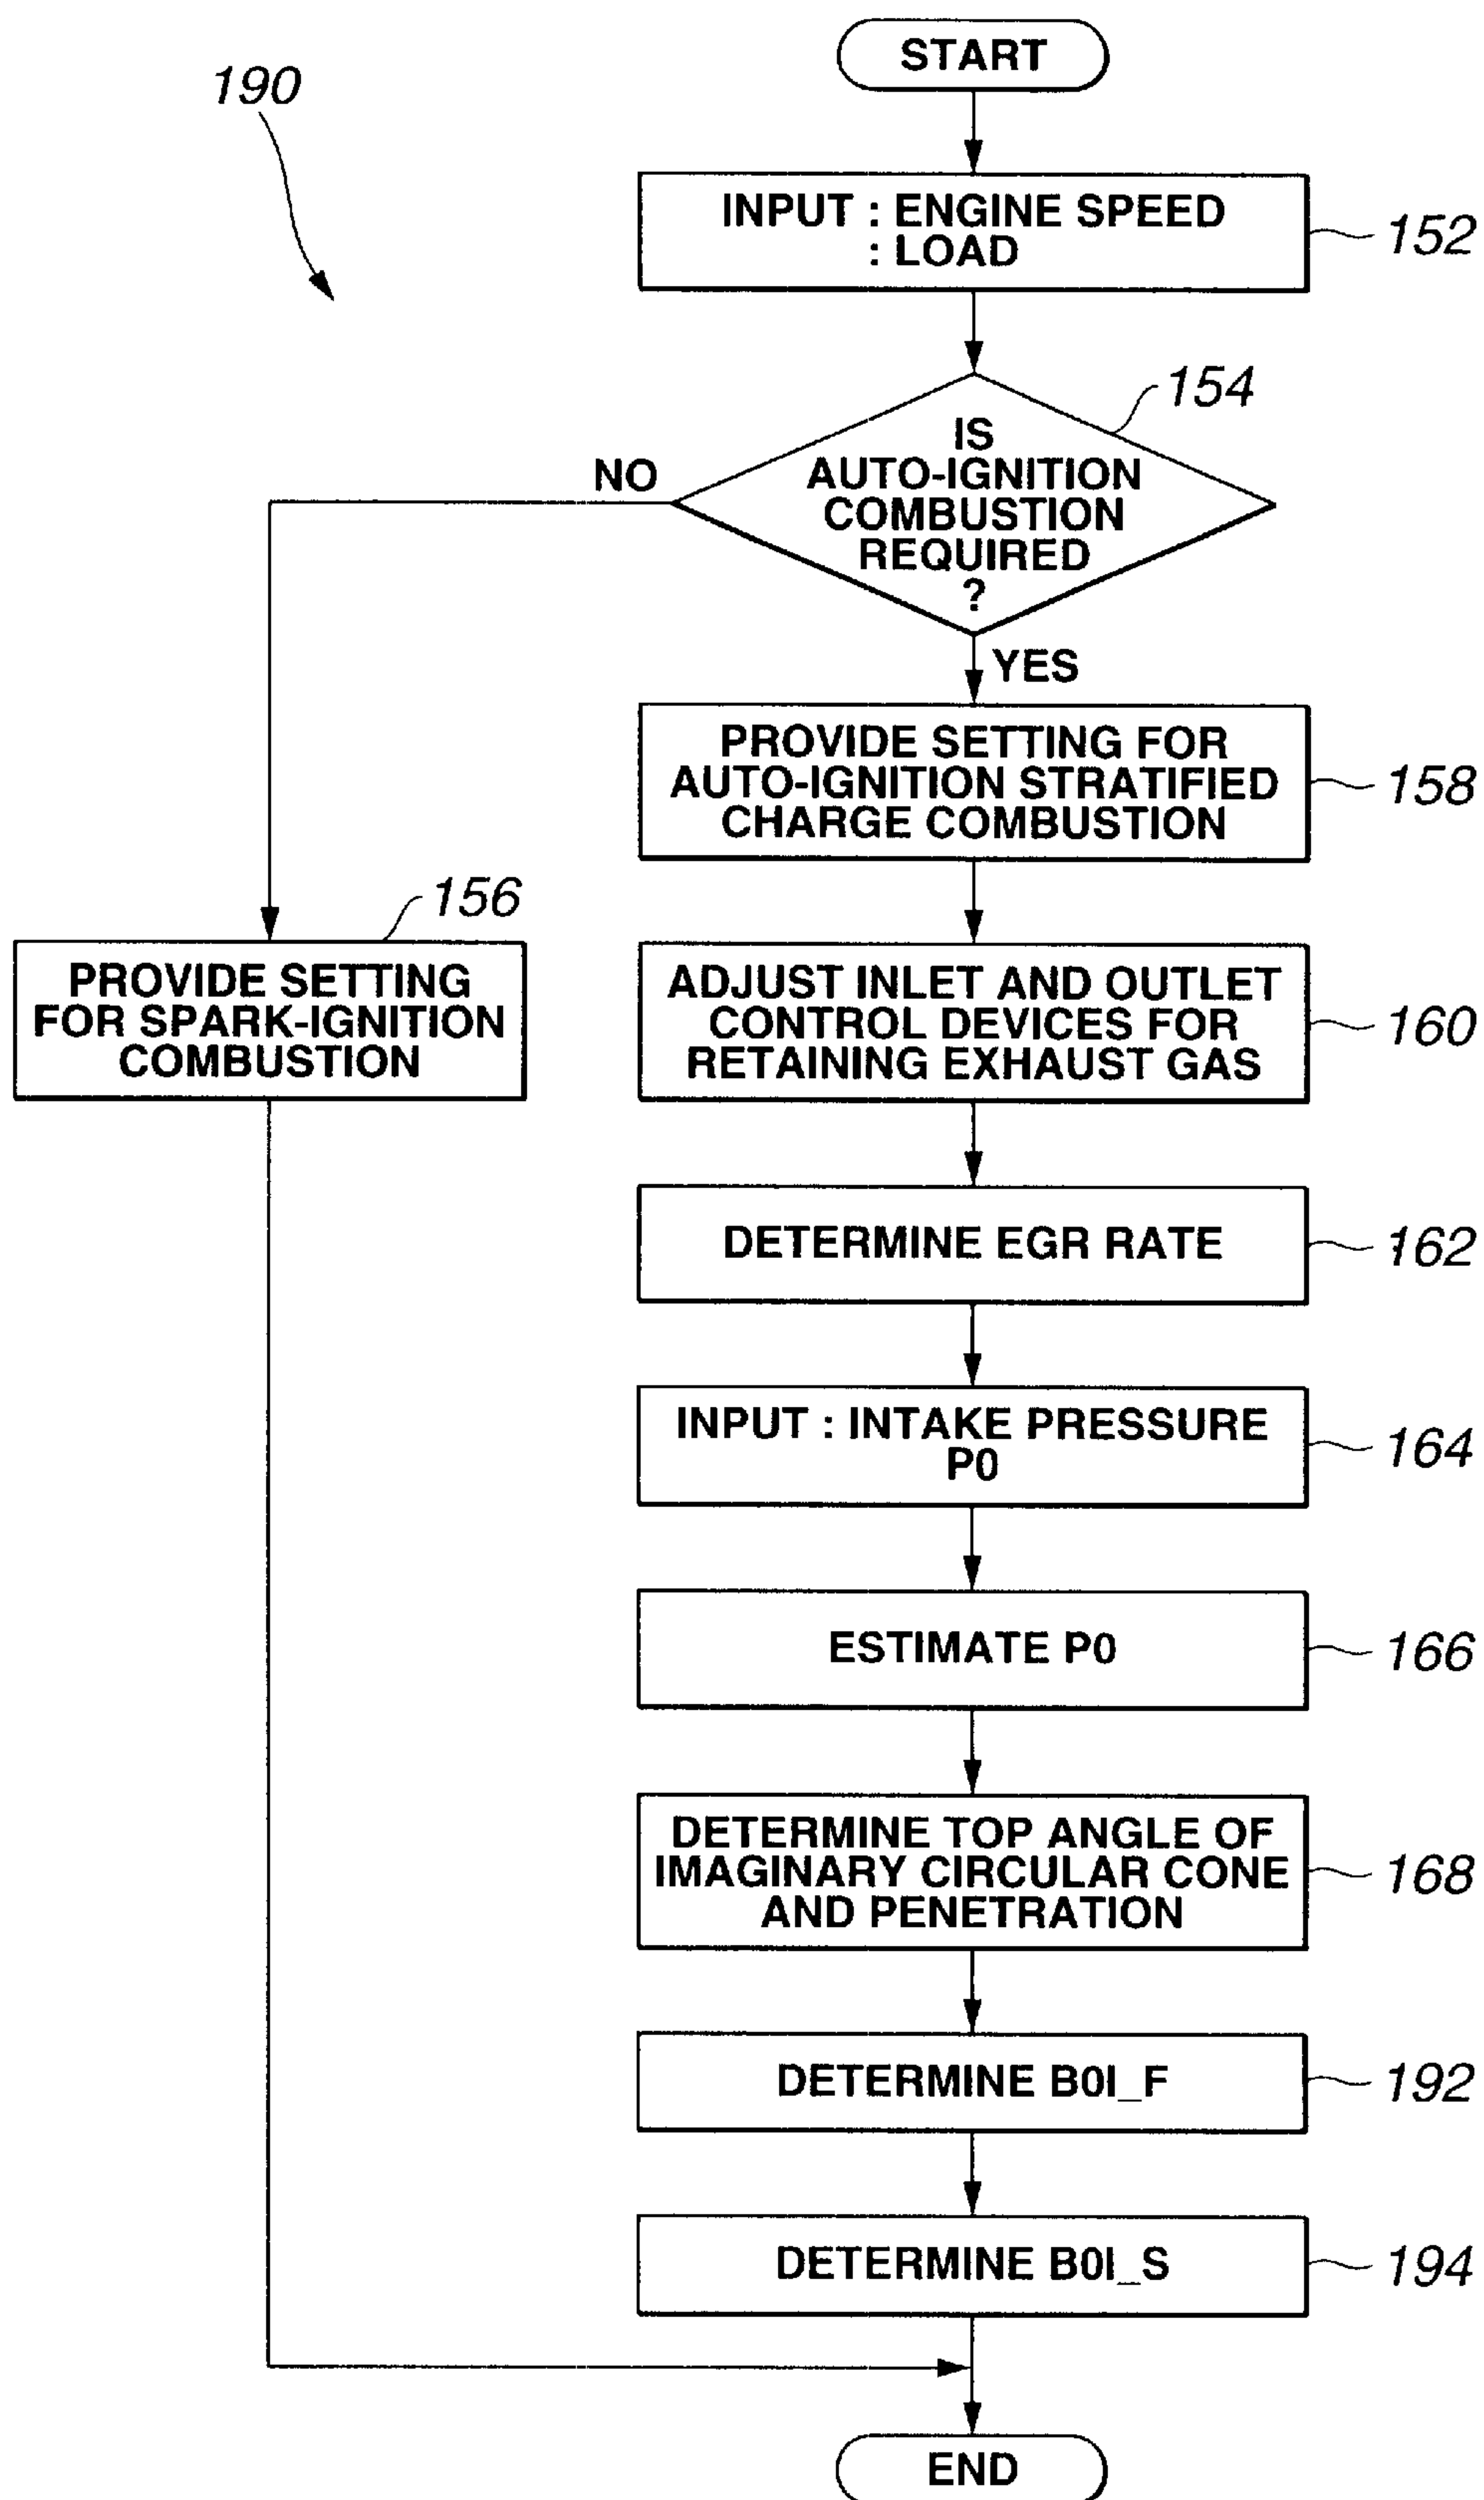 START
190
INPUT : ENGINE SPEED
: LOAD
152
154
IS
AUTO-IGNITION
COMBUSTION
REQUIRED
?
NO
YES
PROVIDE SETTING FOR
AUTO-IGNITION STRATIFIED
CHARGE COMBUSTION
158
156
PROVIDE SETTING
FOR SPARK-IGNITION
COMBUSTION
ADJUST INLET AND OUTLET
CONTROL DEVICES FOR
RETAINING EXHAUST GAS
160
DETERMINE EGR RATE
162
INPUT : INTAKE PRESSURE
P0
164
ESTIMATE P0
166
DETERMINE TOP ANGLE OF
IMAGINARY CIRCULAR CONE
AND PENETRATION
168
DETERMINE B0I_F
192
DETERMINE B0I_S
194
END